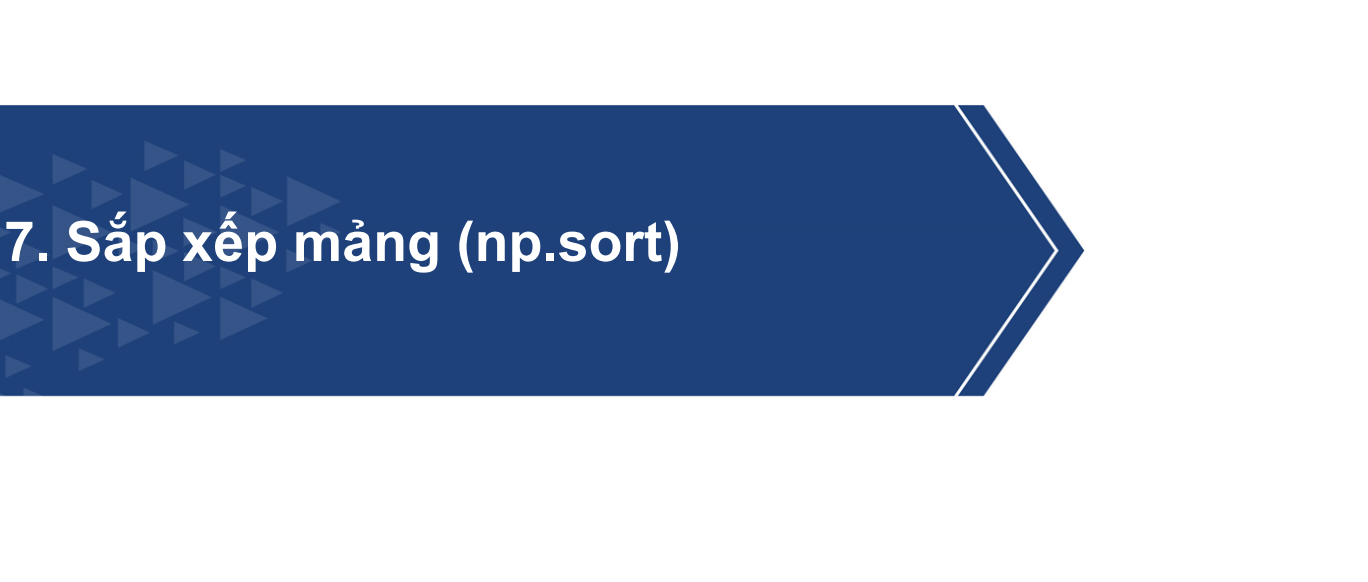 7. Sắp xếp mảng (np.sort)